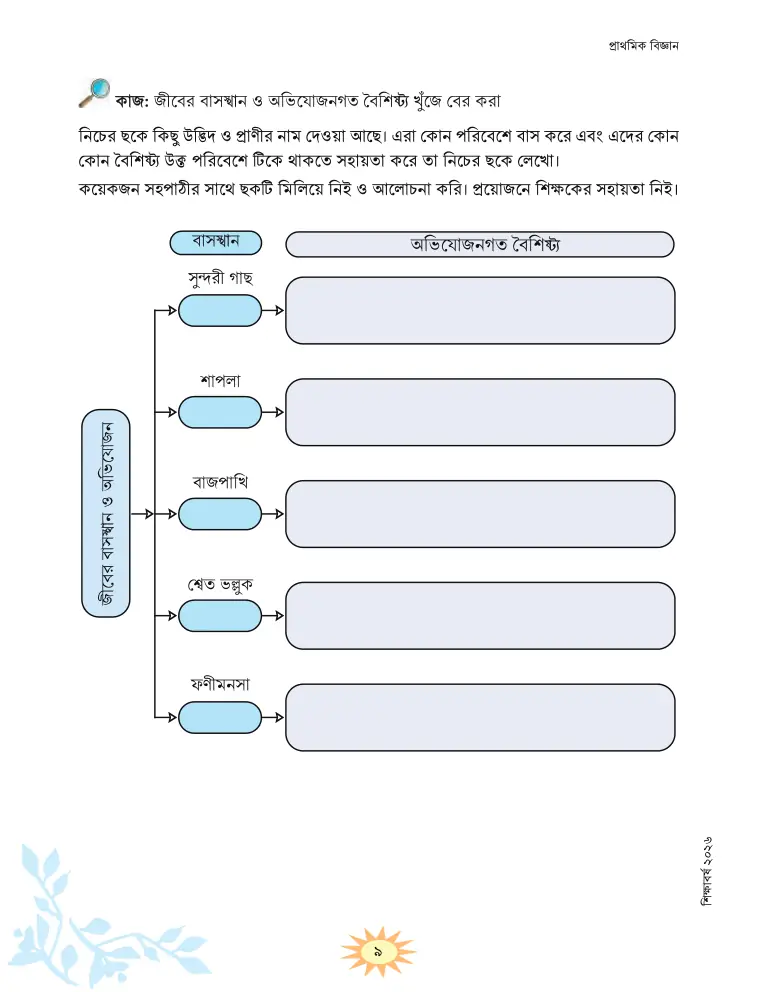 প্রাথমিক বিজ্ঞান
কাজ: জীবের বাসস্থান ও অভিযোজনগত বৈশিষ্ট্য খুঁজে বের করা
নিচের ছকে কিছু উদ্ভিদ ও প্রাণীর নাম দেওয়া আছে। এরা কোন পরিবেশে বাস করে এবং এদের কোন
কোন বৈশিষ্ট্য উক্ত পরিবেশে টিকে থাকতে সহায়তা করে তা নিচের ছকে লেখো।
কয়েকজন সহপাঠীর সাথে ছকটি মিলিয়ে নিই ও আলোচনা করি। প্রয়োজনে শিক্ষকের সহায়তা নিই।
বাসস্থান
অভিযোজনগত বৈশিষ্ট্য
সুন্দরী গাছ
শাপলা
বাজপাখি
শ্বেত ভল্লুক
ফণীমনসা
জীবের বাসস্থান ও অভিযোজন
শিক্ষাবর্ষ ২০২৬
৯